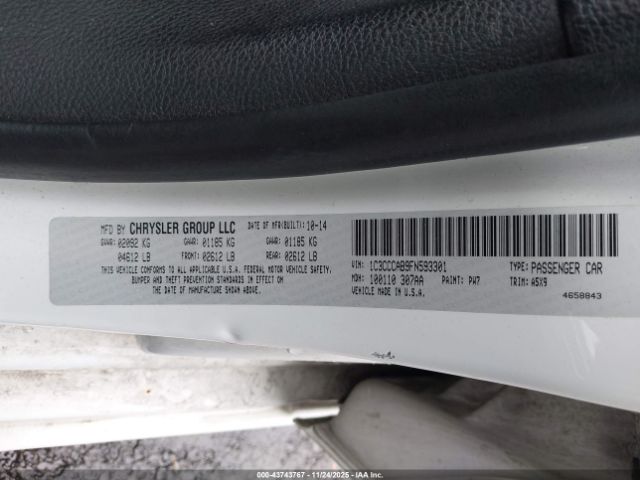 MFD BY CHRYSLER GROUP LLC DATE OF MFR(BUILT): 10-14
GVWR: 02092 KG GAWR: 01185 KG GAWR: 01185 KG
04612 LB FRONT: 02612 LB REAR: 02612 LB
THIS VEHICLE CONFORMS TO ALL APPLICABLE FEDERAL MOTOR VEHICLE SAFETY,
BUMPER AND THEFT PREVENTION STANDARDS IN EFFECT ON
THE DATE OF MANUFACTURE SHOWN ABOVE.
VIN: 1C3CCCAB9FN593301 TYPE: PASSENGER CAR
MDH: 100110 307AA PAINT: PW7 TRIM: A5X9
VEHICLE MADE IN U.S.A.
4658843
000-43743767 | 11/24/2025 - IAAI.COM